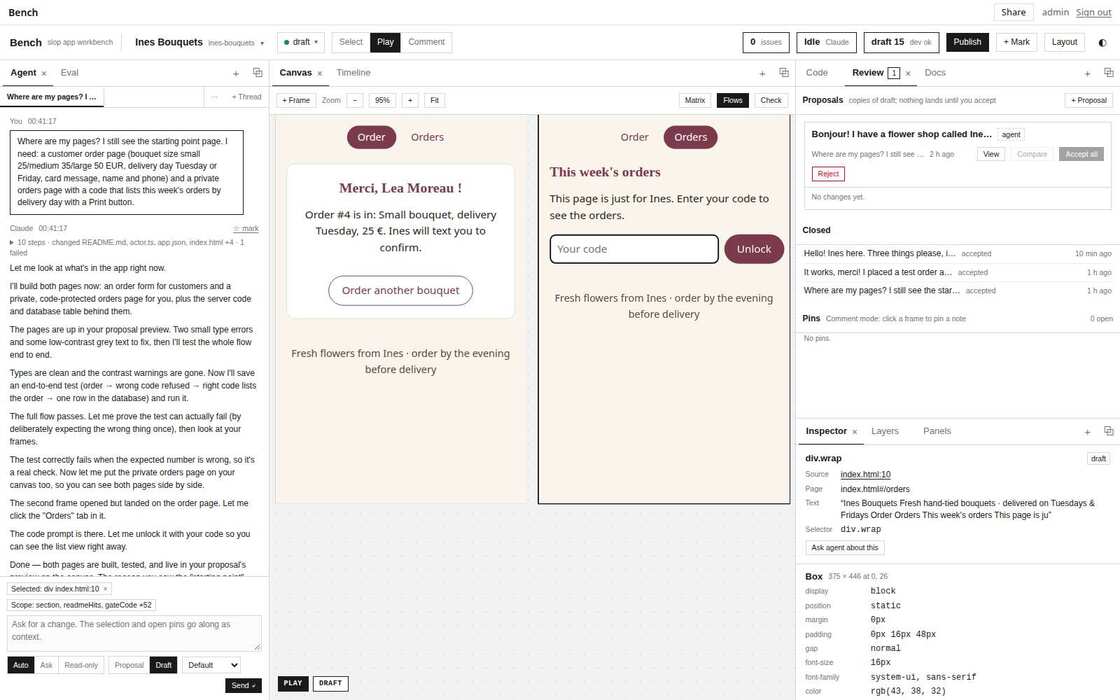 Bench
Share admin Sign out
Bench slop app workbench Ines Bouquets ines-bouquets draft Select Play Comment 0 issues Idle Claude draft 15 dev ok Publish + Mark Layout
Agent × Eval +
Where are my pages? I … ··· + Thread
You 00:41:17
Where are my pages? I still see the starting point page. I
need: a customer order page (bouquet size small
25/medium 35/large 50 EUR, delivery day Tuesday or
Friday, card message, name and phone) and a private
orders page with a code that lists this week's orders by
delivery day with a Print button.
Claude 00:41:17 ☆ mark
▸ 10 steps · changed README.md, actor.ts, app.json, index.html +4 · 1
failed
Let me look at what's in the app right now.
I'll build both pages now: an order form for customers and a
private, code-protected orders page for you, plus the server code
and database table behind them.
The pages are up in your proposal preview. Two small type errors
and some low-contrast grey text to fix, then I'll test the whole flow
end to end.
Types are clean and the contrast warnings are gone. Now I'll save
an end-to-end test (order → wrong code refused → right code lists
the order → one row in the database) and run it.
The full flow passes. Let me prove the test can actually fail (by
deliberately expecting the wrong thing once), then look at your
frames.
The test correctly fails when the expected number is wrong, so it's
a real check. Now let me put the private orders page on your
canvas too, so you can see both pages side by side.
The second frame opened but landed on the order page. Let me
click the "Orders" tab in it.
The code prompt is there. Let me unlock it with your code so you
can see the list view right away.
Done — both pages are built, tested, and live in your proposal's
Selected: div index.html:10 ×
Scope: section, readmeHits, gateCode +52
Ask for a change. The selection and open pins go along as
context.
Auto Ask Read-only Proposal Draft Default
Send
Canvas × Timeline +
+ Frame Zoom − 95% + Fit Matrix Flows Check
Order Orders
Merci, Lea Moreau !
Order #4 is in: Small bouquet, delivery
Tuesday, 25 €. Ines will text you to
confirm.
Order another bouquet
Fresh flowers from Ines · order by the evening
before delivery
Order Orders
This week's orders
This page is just for Ines. Enter your code to
see the orders.
Your code Unlock
Fresh flowers from Ines · order by the evening
before delivery
PLAY DRAFT
Code Review 1 × Docs +
Proposals copies of draft; nothing lands until you accept + Proposal
Bonjour! I have a flower shop called Ine… agent
Where are my pages? I still see … 2 h ago View Compare Accept all
Reject
No changes yet.
Closed
Hello! Ines here. Three things please, i… accepted 10 min ago
It works, merci! I placed a test order a… accepted 1 h ago
Where are my pages? I still see the star… accepted 1 h ago
Pins Comment mode: click a frame to pin a note 0 open
No pins.
Inspector × Layers Panels +
div.wrap draft
Source index.html:10
Page index.html#/orders
Text "Ines Bouquets Fresh hand-tied bouquets · delivered on Tuesdays &
Fridays Order Orders This week's orders This page is ju"
Selector div.wrap
Ask agent about this
Box 375 × 446 at 0, 26
display block
position static
margin 0px
padding 0px 16px 48px
gap normal
font-size 16px
font-family system-ui, sans-serif
color rgb(43, 38, 32)